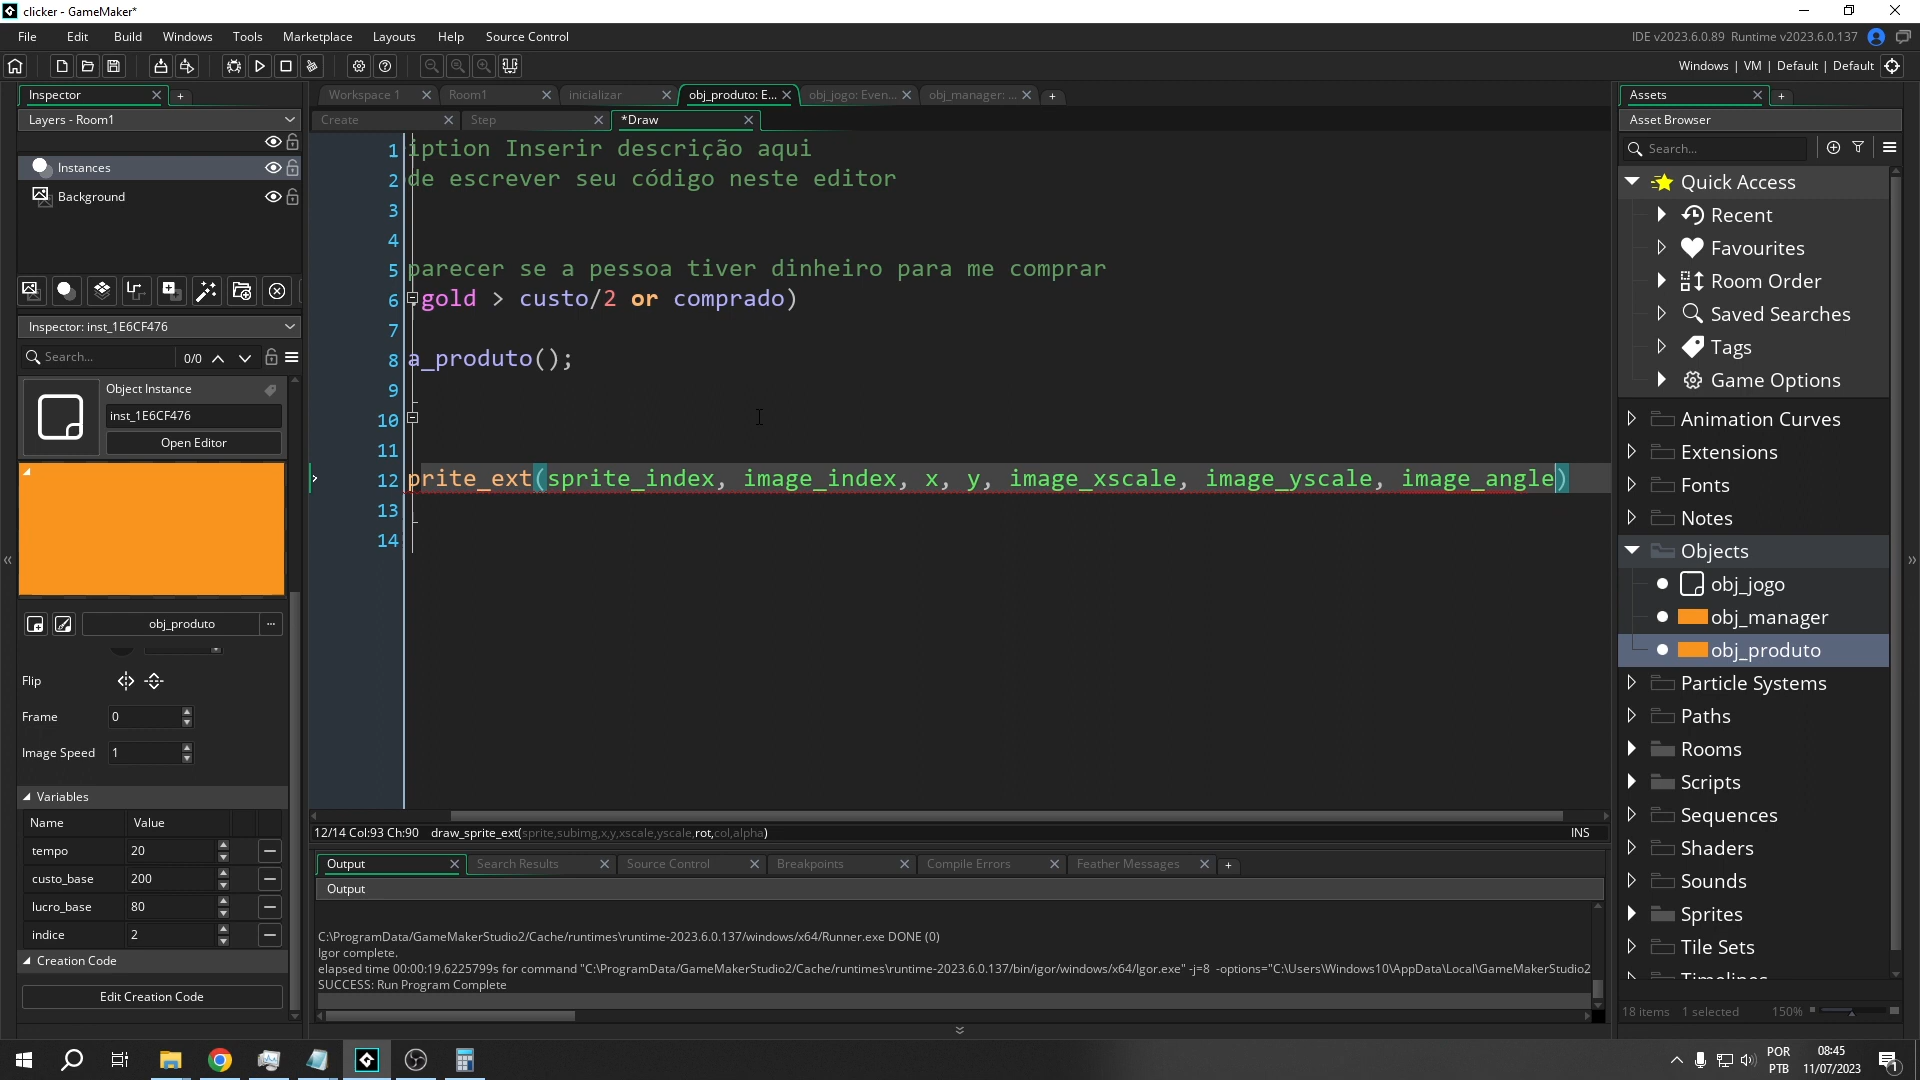 clicker - GameMaker*
File Edit Build Windows Tools Marketplace Layouts Help Source Control
IDE v2023.6.0.89 Runtime v2023.6.0.137
Windows | VM | Default | Default
Inspector
Layers - Room1
Instances
Background
Inspector: inst_1E6CF476
Search... 0/0
Object Instance
inst_1E6CF476
Open Editor
obj_produto ...
Flip
Frame 0
Image Speed 1
Variables
Name Value
tempo 20
custo_base 200
lucro_base 80
indice 2
Creation Code
Edit Creation Code
Workspace 1 Room1 inicializar obj_produto: E... obj_jogo: Even... obj_manager: ...
Create Step *Draw
1 iption Inserir descrição aqui
2 de escrever seu código neste editor
3
4
5 parecer se a pessoa tiver dinheiro para me comprar
6 .gold > custo/2 or comprado)
7
8 a_produto();
9
10
11
12 prite_ext(sprite_index, image_index, x, y, image_xscale, image_yscale, image_angle)
13
14
12/14 Col:93 Ch:90 draw_sprite_ext(sprite,subimg,x,y,xscale,yscale,rot,col,alpha) INS
Output Search Results Source Control Breakpoints Compile Errors Feather Messages
Output
C:\ProgramData/GameMakerStudio2/Cache/runtimes\runtime-2023.6.0.137/windows/x64/Runner.exe DONE (0)
Igor complete.
elapsed time 00:00:19.6225799s for command "C:\ProgramData/GameMakerStudio2/Cache/runtimes\runtime-2023.6.0.137/bin/igor/windows/x64/Igor.exe" -j=8 -options="C:\Users\Windows10\AppData\Local\GameMakerStudio2
SUCCESS: Run Program Complete
Assets
Asset Browser
Search...
Quick Access
Recent
Favourites
Room Order
Saved Searches
Tags
Game Options
Animation Curves
Extensions
Fonts
Notes
Objects
obj_jogo
obj_manager
obj_produto
Particle Systems
Paths
Rooms
Scripts
Sequences
Shaders
Sounds
Sprites
Tile Sets
Timelines
18 items 1 selected 150%
POR
PTB
08:45
11/07/2023
1